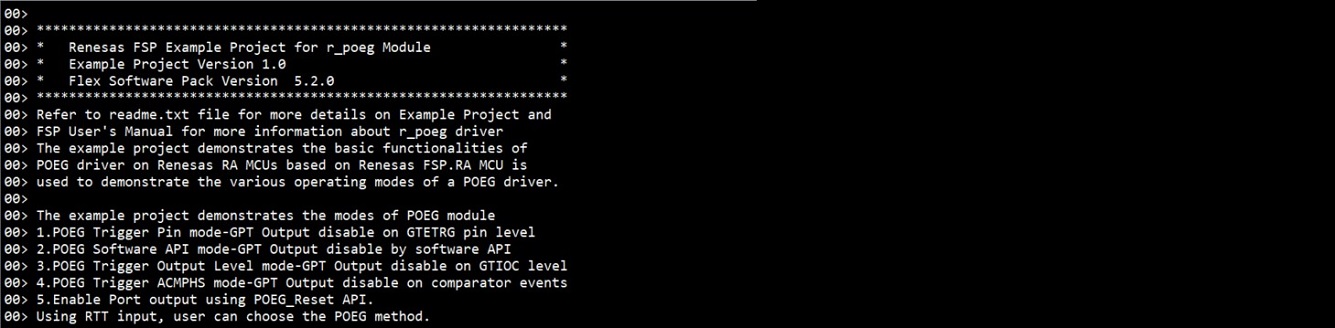 00>
00> ******************************************************************
00> *   Renesas FSP Example Project for r_poeg Module                *
00> *   Example Project Version 1.0                                  *
00> *   Flex Software Pack Version  5.2.0                            *
00> ******************************************************************
00> Refer to readme.txt file for more details on Example Project and
00> FSP User's Manual for more information about r_poeg driver
00> The example project demonstrates the basic functionalities of
00> POEG driver on Renesas RA MCUs based on Renesas FSP.RA MCU is
00> used to demonstrate the various operating modes of a POEG driver.
00>
00> The example project demonstrates the modes of POEG module
00> 1.POEG Trigger Pin mode-GPT Output disable on GTETRG pin level
00> 2.POEG Software API mode-GPT Output disable by software API
00> 3.POEG Trigger Output Level mode-GPT Output disable on GTIOC level
00> 4.POEG Trigger ACMPHS mode-GPT Output disable on comparator events
00> 5.Enable Port output using POEG_Reset API.
00> Using RTT input, user can choose the POEG method.